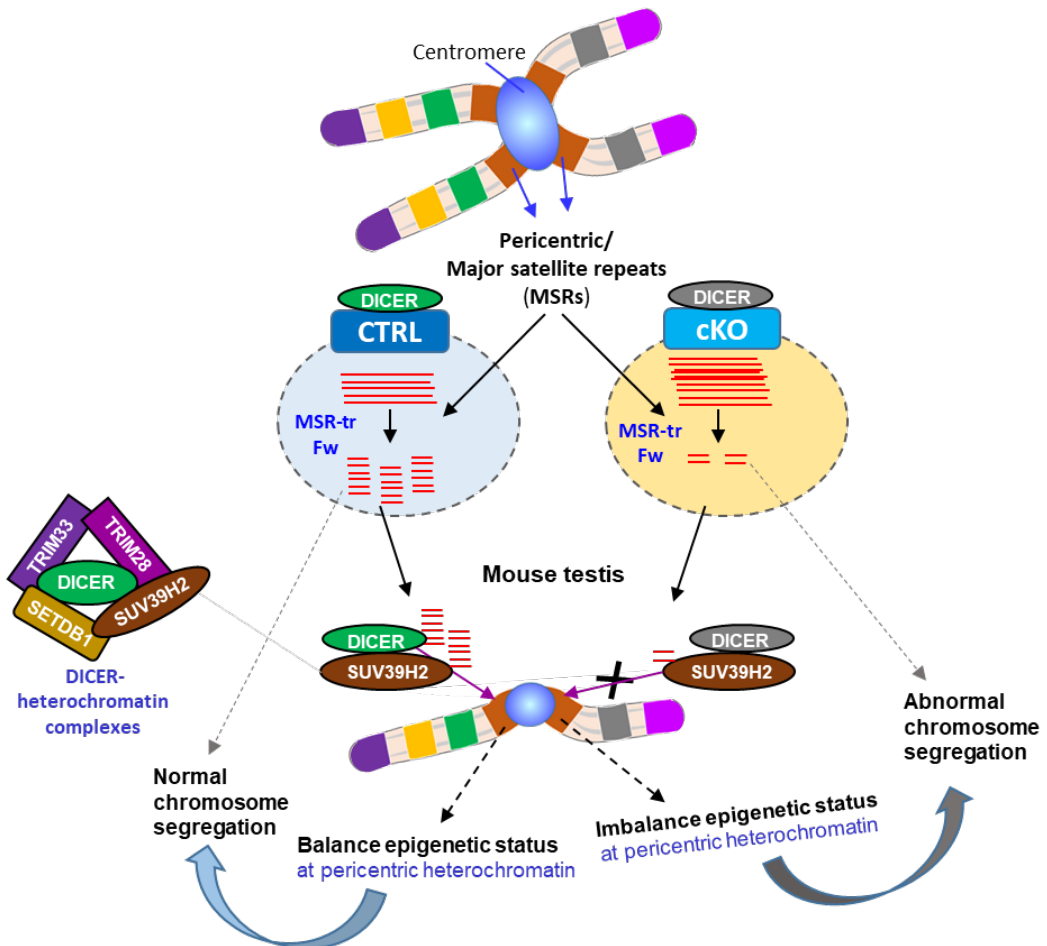 Centromere
Pericentric/
Major satellite repeats
(MSRs)
DICER
CTRL
DICER
cKO
MSR-tr
Fw
MSR-tr
Fw
TRIM33
TRIM28
DICER
SUV39H2
SETDB1
DICER-
heterochromatin
complexes
Mouse testis
DICER
SUV39H2
DICER
SUV39H2
Abnormal
chromosome
segregation
Normal
chromosome
segregation
Balance epigenetic status
at pericentric heterochromatin
Imbalance epigenetic status
at pericentric heterochromatin